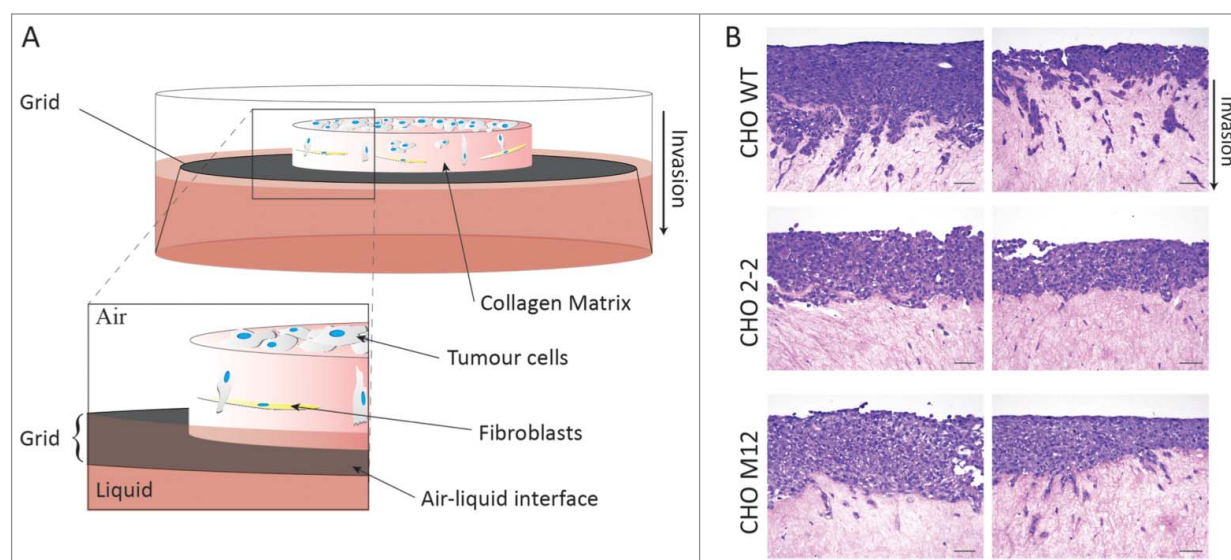 A
Grid
Invasion
Collagen Matrix
Air
Tumour cells
Fibroblasts
Grid
Air-liquid interface
Liquid
B
CHO WT
Invasion
CHO 2-2
CHO M12